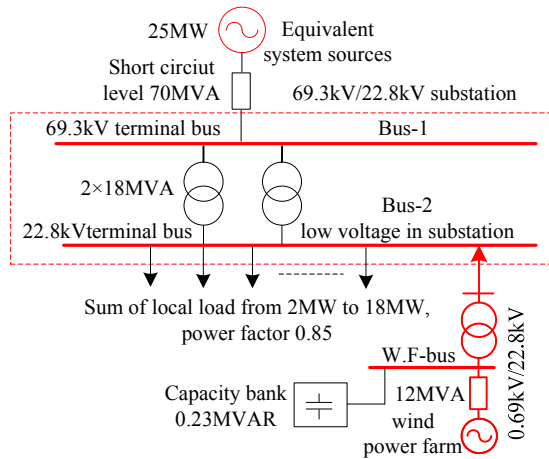 25MW
Equivalent
system sources
Short circiut
level 70MVA
69.3kV/22.8kV substation
69.3kV terminal bus
Bus-1
2×18MVA
Bus-2
22.8kVterminal bus
low voltage in substation
Sum of local load from 2MW to 18MW,
power factor 0.85
W.F-bus
0.69kV/22.8kV
Capacity bank
0.23MVAR
12MVA
wind
power farm